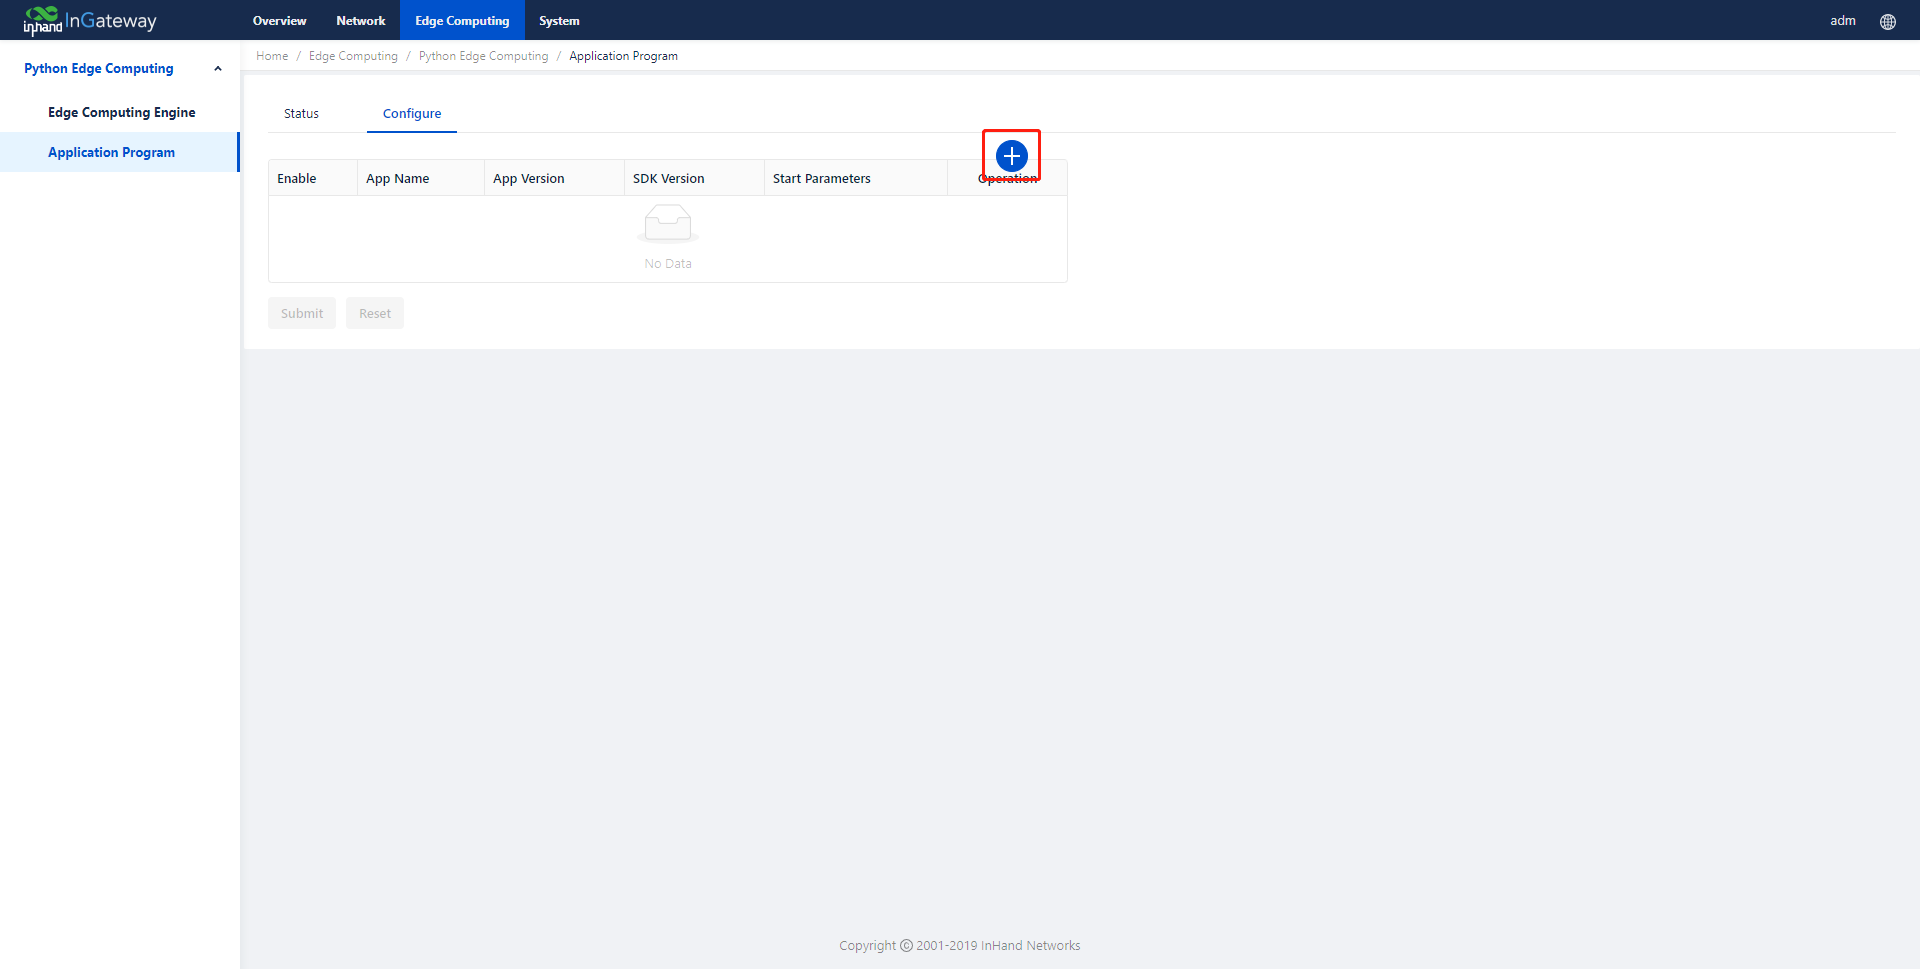 inhand InGateway Overview Network Edge Computing System adm
Home / Edge Computing / Python Edge Computing / Application Program
Python Edge Computing
Edge Computing Engine
Application Program
Status Configure
Enable App Name App Version SDK Version Start Parameters Operation
No Data
Submit Reset
Copyright © 2001-2019 InHand Networks